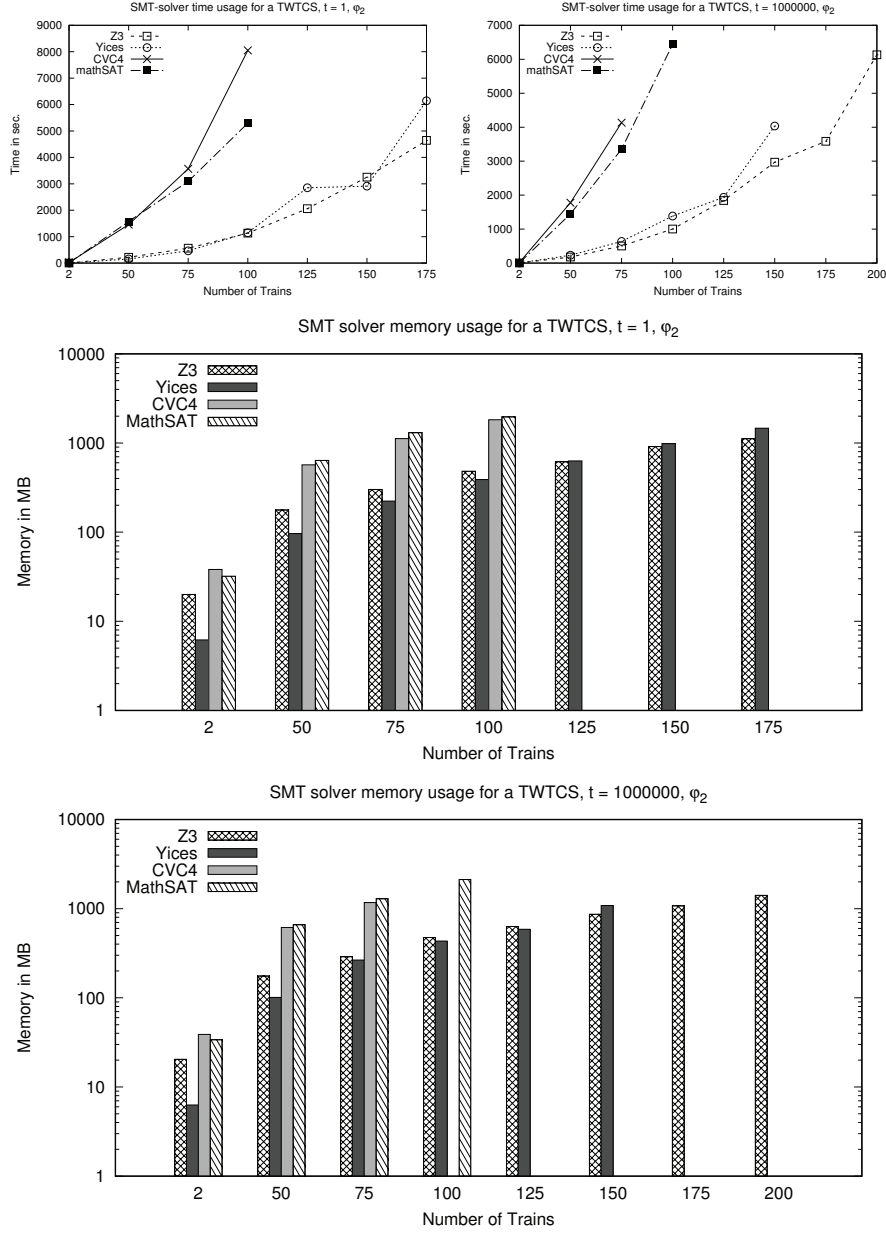 SMT-solver time usage for a TWTCS, t = 1, φ2
Time in sec.
9000
8000
7000
6000
5000
4000
3000
2000
1000
0
Z3
Yices
CVC4
mathSAT
2 50 75 100 125 150 175
Number of Trains
SMT-solver time usage for a TWTCS, t = 1000000, φ2
Time in sec.
7000
6000
5000
4000
3000
2000
1000
0
Z3
Yices
CVC4
mathSAT
2 50 75 100 125 150 175 200
Number of Trains
SMT solver memory usage for a TWTCS, t = 1, φ2
Memory in MB
10000
1000
100
10
1
Z3
Yices
CVC4
MathSAT
2 50 75 100 125 150 175
Number of Trains
SMT solver memory usage for a TWTCS, t = 1000000, φ2
Memory in MB
10000
1000
100
10
1
Z3
Yices
CVC4
MathSAT
2 50 75 100 125 150 175 200
Number of Trains